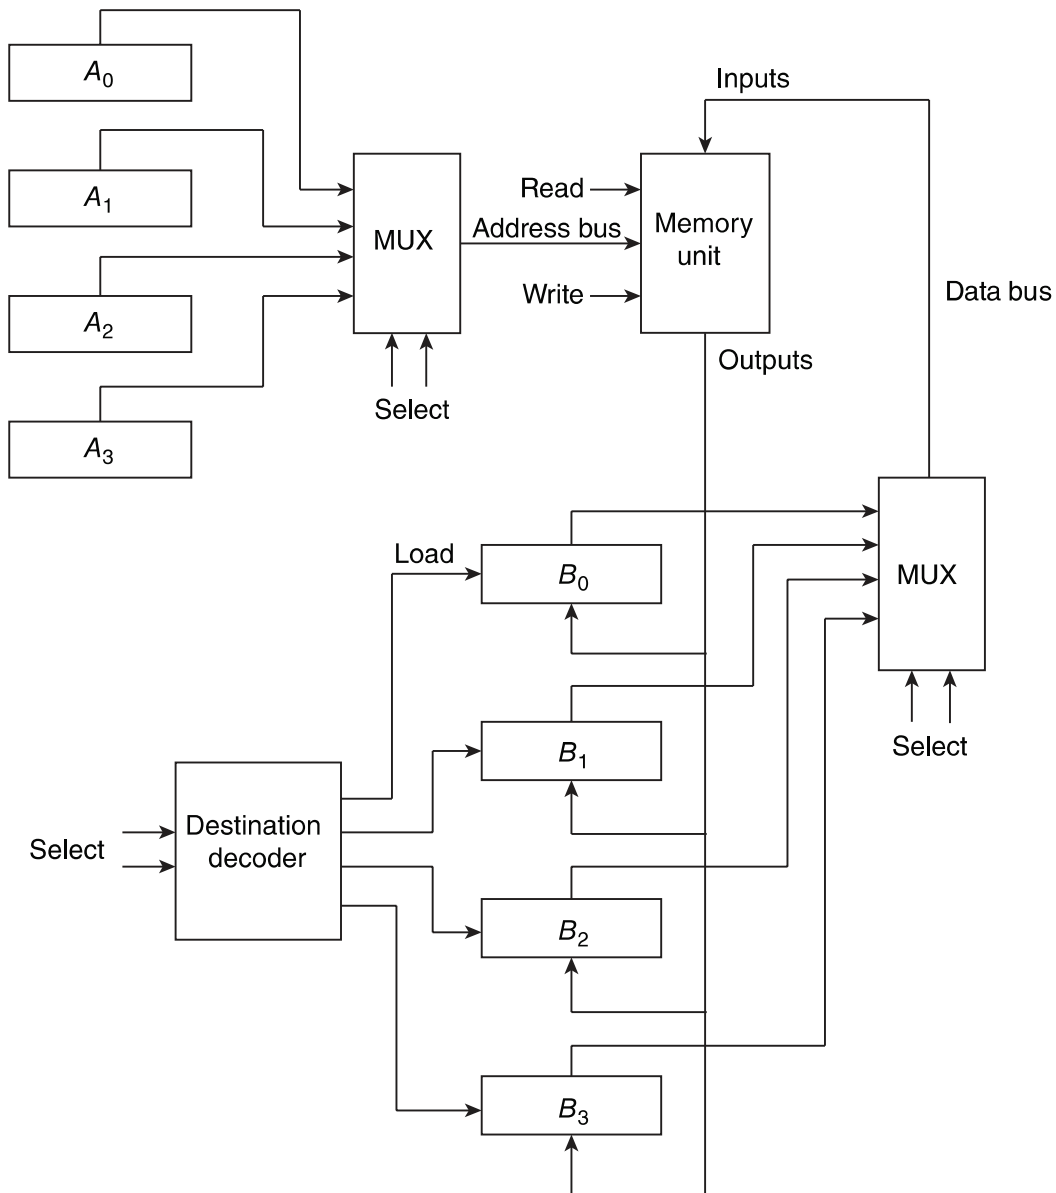 A0
A1
A2
A3
MUX
Select
Read
Address bus
Write
Memory
unit
Inputs
Outputs
Data bus
MUX
Select
Load
B0
B1
B2
B3
Select
Destination
decoder